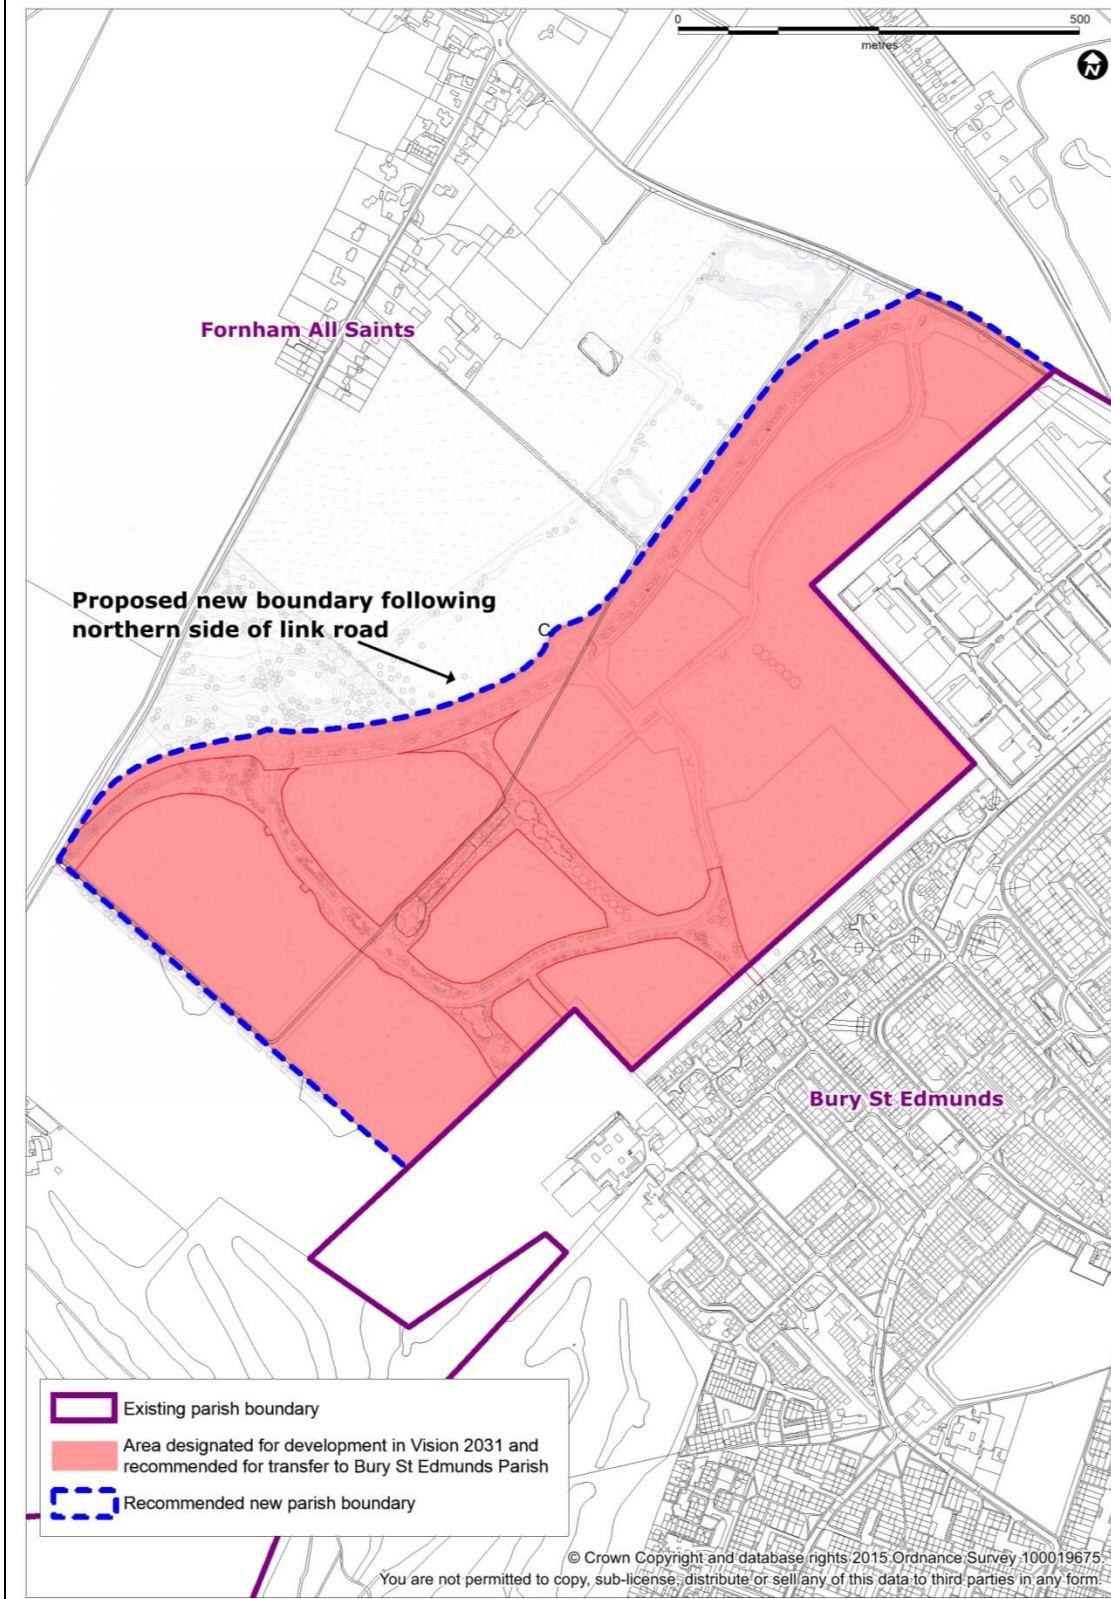 0 500
metres
N
Fornham All Saints
Proposed new boundary following
northern side of link road
C
Bury St Edmunds
Existing parish boundary
Area designated for development in Vision 2031 and
recommended for transfer to Bury St Edmunds Parish
Recommended new parish boundary
© Crown Copyright and database rights 2015 Ordnance Survey 100019675.
You are not permitted to copy, sub-license, distribute or sell any of this data to third parties in any form.